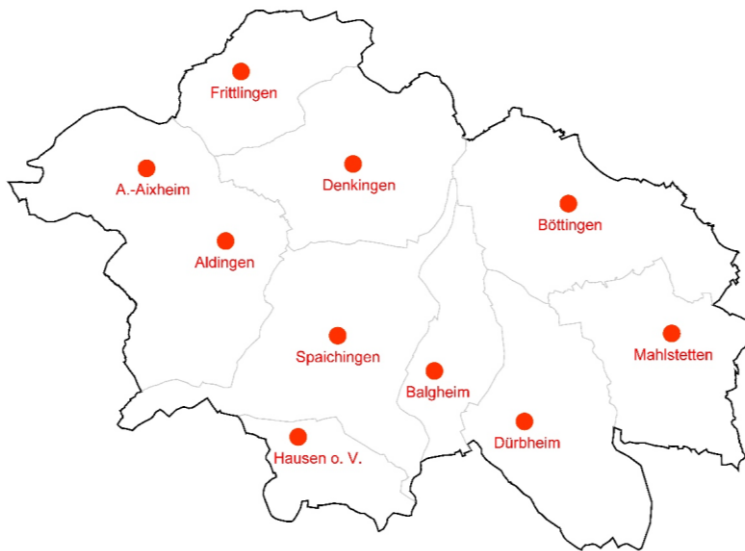 Frittlingen
A.-Aixheim
Denkingen
Böttingen
Aldingen
Spaichingen
Mahlstetten
Balgheim
Dürbheim
Hausen o. V.